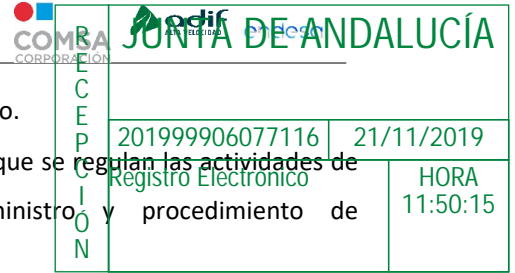 COMSA
CORPORACIÓN
adif
ALTA VELOCIDAD
endesa
RECEPCIÓN
JUNTA DE ANDALUCÍA
201999906077116 21/11/2019
Registro Electrónico HORA
11:50:15
o.
que se regulan las actividades de
ministro y procedimiento de